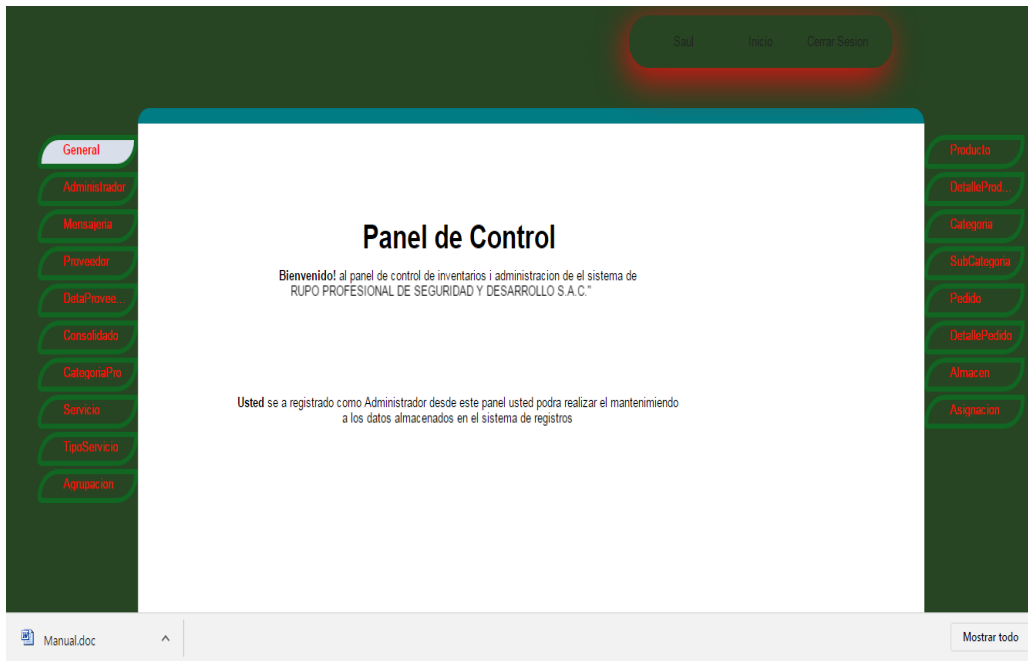 Saul Inicio Cerrar Sesion
General
Administrador
Mensajeria
Proveedor
DetaProvee...
Consolidado
CategoriaPro
Servicio
TipoServicio
Agrupacion
Panel de Control
Bienvenido! al panel de control de inventarios i administracion de el sistema de
RUPO PROFESIONAL DE SEGURIDAD Y DESARROLLO S.A.C."
Usted se a registrado como Administrador desde este panel usted podra realizar el mantenimiendo
a los datos almacenados en el sistema de registros
Producto
DetalleProd...
Categoria
SubCategoria
Pedido
DetallePedido
Almacen
Asignacion
Manual.doc
Mostrar todo